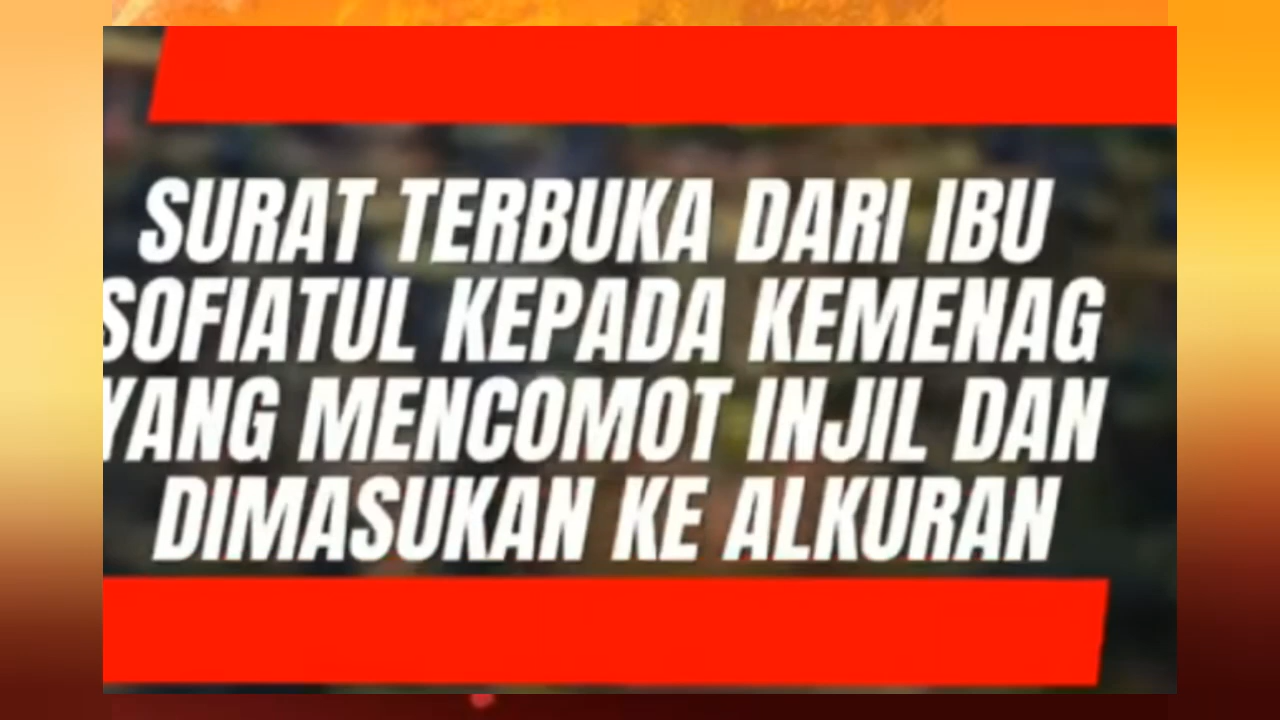 SURAT TERBUKA DARI IBU
SOFIATUL KEPADA KEMENAG
YANG MENCOMOT INJIL DAN
DIMASUKAN KE ALKURAN